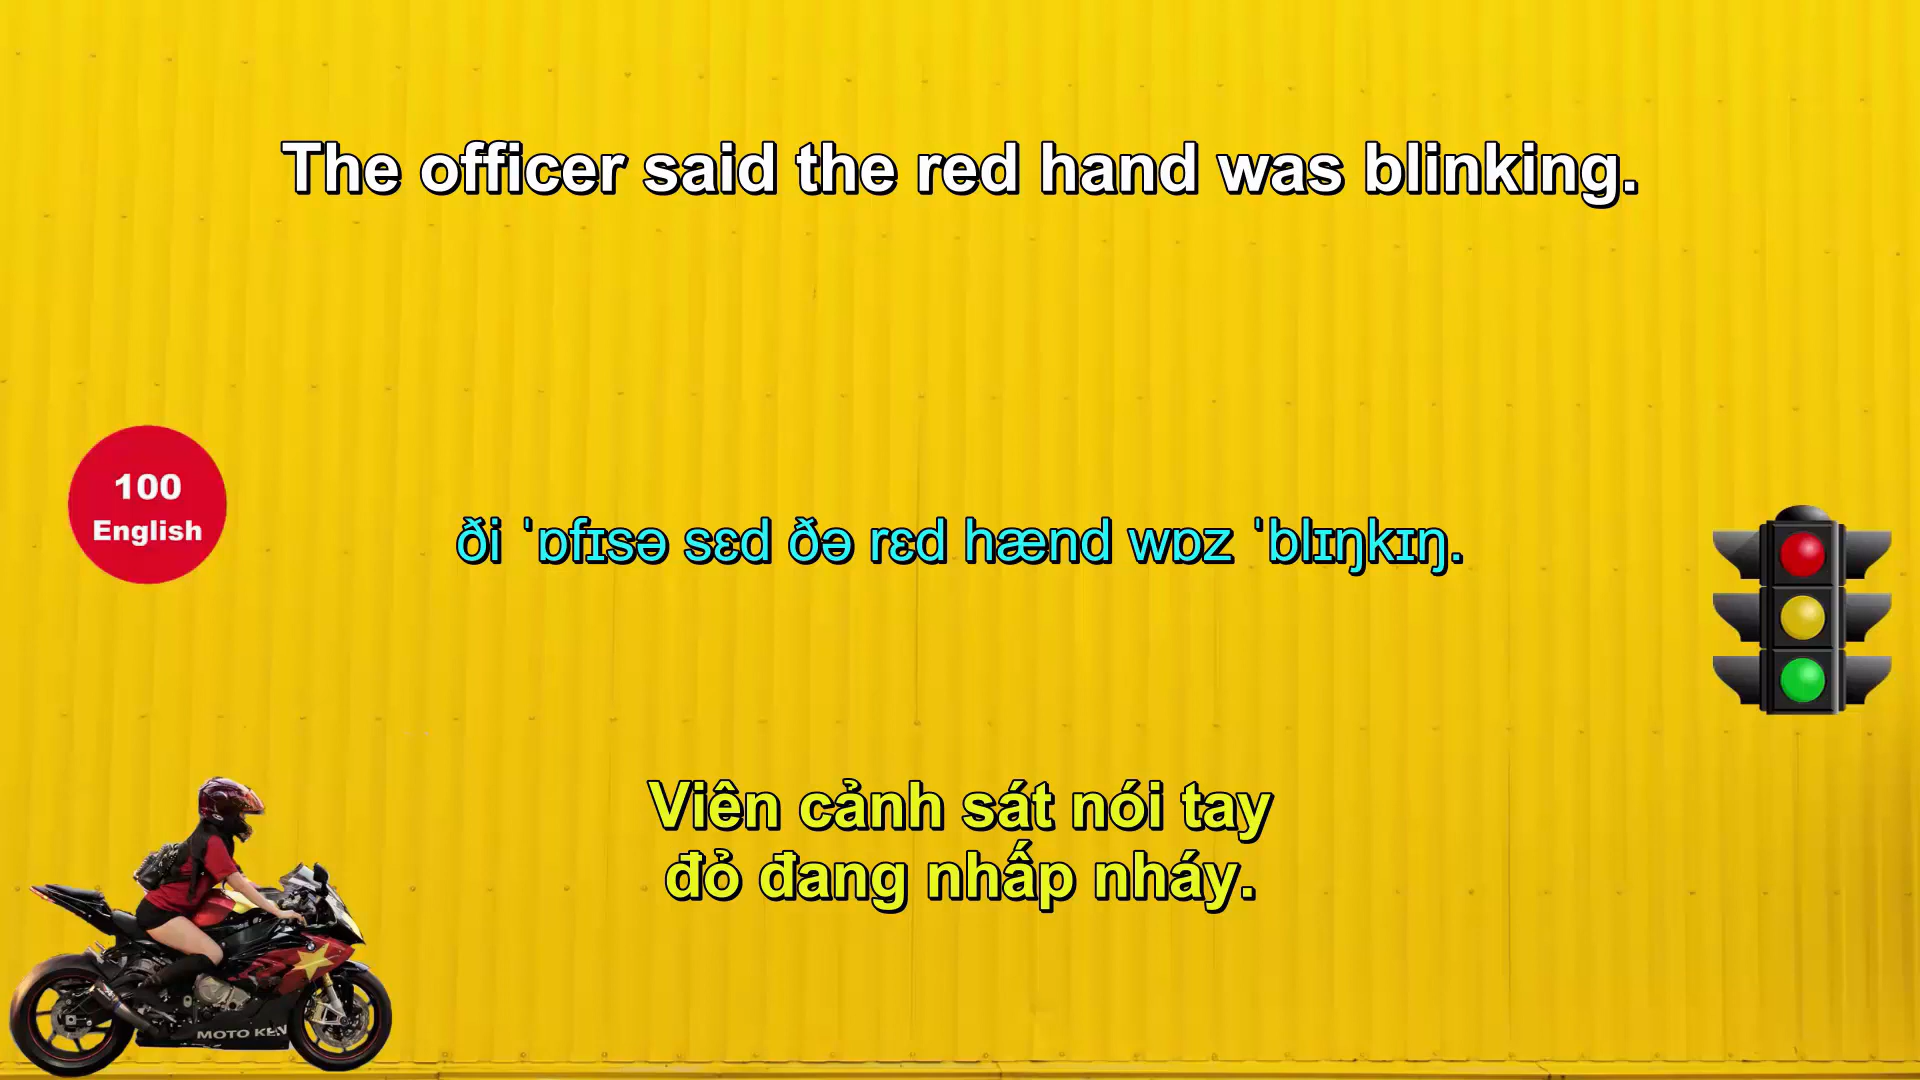 The officer said the red hand was blinking.
100
English
ði ˈɒfɪsə sɛd ðə rɛd hænd wɒz ˈblɪŋkɪŋ.
Viên cảnh sát nói tay
đỏ đang nhấp nháy.
MOTO KEN